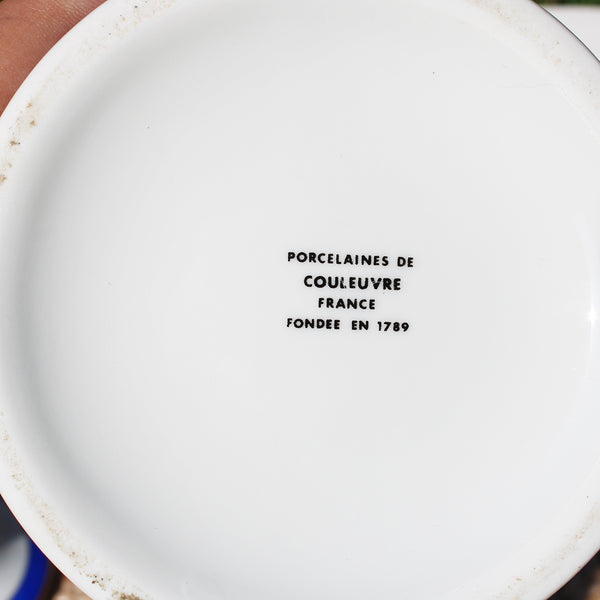 PORCELAINES DE
COULEUVRE
FRANCE
FONDEE EN 1789